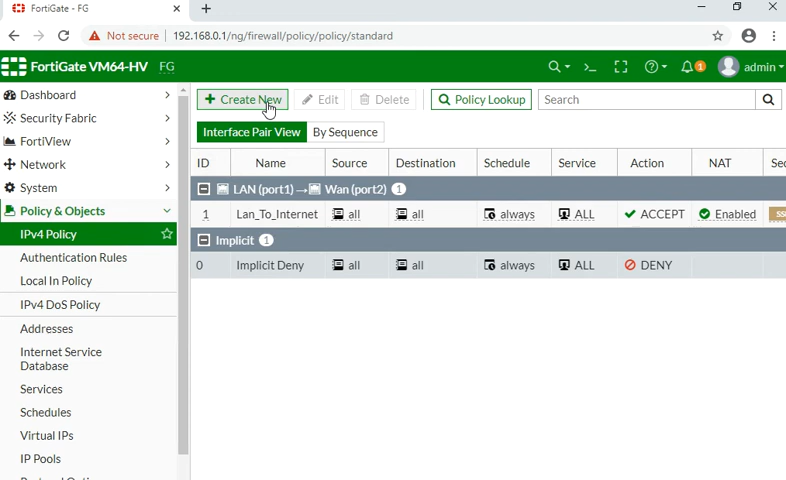 FortiGate - FG
Not secure | 192.168.0.1/ng/firewall/policy/policy/standard
FortiGate VM64-HV FG
1 admin
Dashboard
Security Fabric
FortiView
Network
System
Policy & Objects
IPv4 Policy
Authentication Rules
Local In Policy
IPv4 DoS Policy
Addresses
Internet Service
Database
Services
Schedules
Virtual IPs
IP Pools
+ Create New Edit Delete Policy Lookup Search
Interface Pair View By Sequence
ID Name Source Destination Schedule Service Action NAT
LAN (port1) → Wan (port2) 1
1 Lan_To_Internet all all always ALL ACCEPT Enabled
Implicit 1
0 Implicit Deny all all always ALL DENY